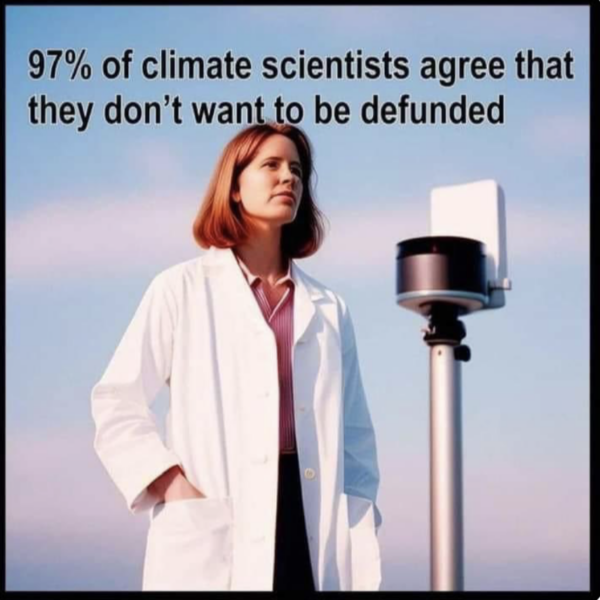 97% of climate scientists agree that
they don't want to be defunded